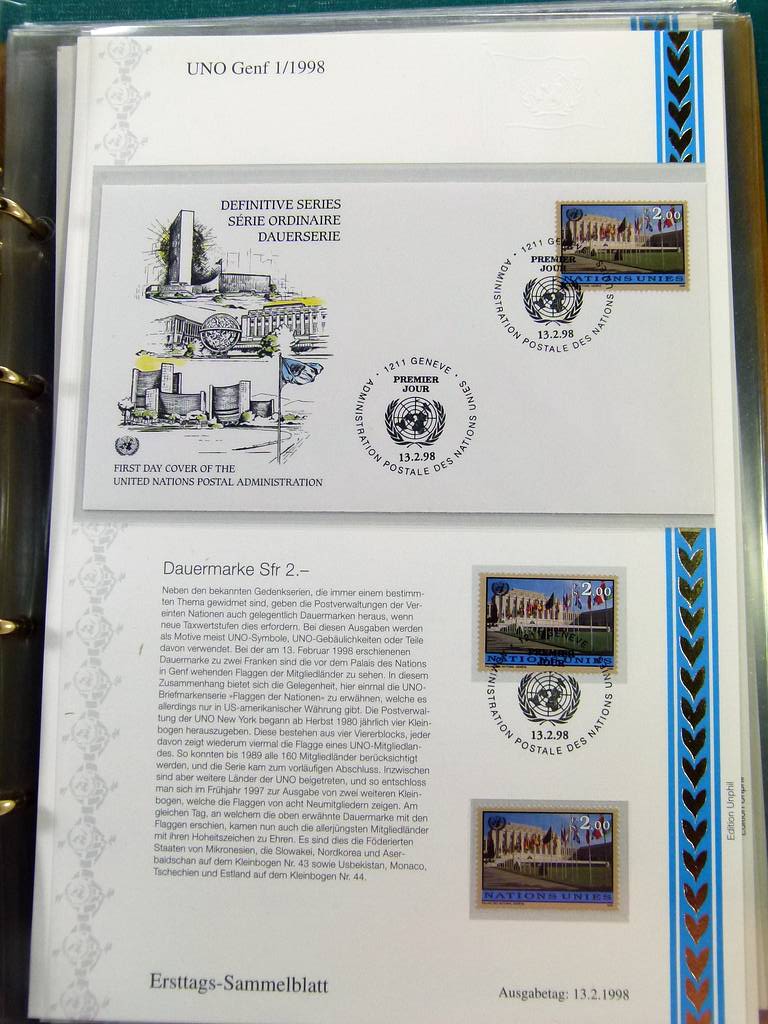 UNO Genf 1/1998
DEFINITIVE SERIES
SÉRIE ORDINAIRE
DAUERSERIE
2,00
NATIONS UNIES
· 1211 GENÈVE ·
PREMIER
JOUR
13.2.98
ADMINISTRATION POSTALE DES NATIONS UNIES
· 1211 GENÈVE ·
PREMIER
JOUR
13.2.98
ADMINISTRATION POSTALE DES NATIONS UNIES
FIRST DAY COVER OF THE
UNITED NATIONS POSTAL ADMINISTRATION
Dauermarke Sfr 2.–
Neben den bekannten Gedenkserien, die immer einem bestimm-
ten Thema gewidmet sind, geben die Postverwaltungen der Ver-
einten Nationen auch gelegentlich Dauermarken heraus, wenn
neue Taxwertstufen dies erfordern. Bei diesen Ausgaben werden
als Motive meist UNO-Symbole, UNO-Gebäulichkeiten oder Teile
davon verwendet. Bei der am 13. Februar 1998 erschienenen
Dauermarke zu zwei Franken sind die vor dem Palais des Nations
in Genf wehenden Flaggen der Mitgliedländer zu sehen. In diesem
Zusammenhang bietet sich die Gelegenheit, hier einmal die UNO-
Briefmarkenserie »Flaggen der Nationen« zu erwähnen, welche es
allerdings nur in US-amerikanischer Währung gibt. Die Postverwal-
tung der UNO New York begann ab Herbst 1980 jährlich vier Klein-
bogen herauszugeben. Diese bestehen aus vier Viererblocks, jeder
davon zeigt wiederum viermal die Flagge eines UNO-Mitgliedlan-
des. So konnten bis 1989 alle 160 Mitgliedländer berücksichtigt
werden, und die Serie kam zum vorläufigen Abschluss. Inzwischen
sind aber weitere Länder der UNO beigetreten, und so entschloss
man sich im Frühjahr 1997 zur Ausgabe von zwei weiteren Klein-
bogen, welche die Flaggen von acht Neumitgliedern zeigen. Am
gleichen Tag, an welchem die oben erwähnte Dauermarke mit den
Flaggen erschien, kamen nun auch die allerjüngsten Mitgliedländer
mit ihren Hoheitszeichen zu Ehren. Es sind dies die Föderierten
Staaten von Mikronesien, die Slowakei, Nordkorea und Aser-
baidschan auf dem Kleinbogen Nr. 43 sowie Usbekistan, Monaco,
Tschechien und Estland auf dem Kleinbogen Nr. 44.
2,00
NATIONS UNIES
GENÈVE
PREMIER
JOUR
13.2.98
ADMINISTRATION POSTALE DES NATIONS UNIES
2,00
NATIONS UNIES
Edition Uniphil
Ersttags-Sammelblatt
Ausgabetag: 13.2.1998